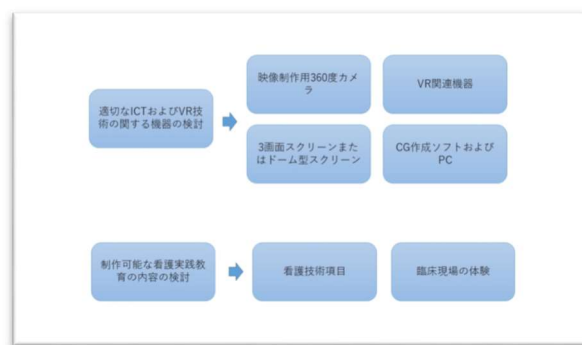 適切なICTおよびVR技
術の関する機器の検討
映像制作用360度カメ
ラ
VR関連機器
3画面スクリーンまた
はドーム型スクリーン
CG作成ソフトおよび
PC
制作可能な看護実践教
育の内容の検討
看護技術項目
臨床現場の体験